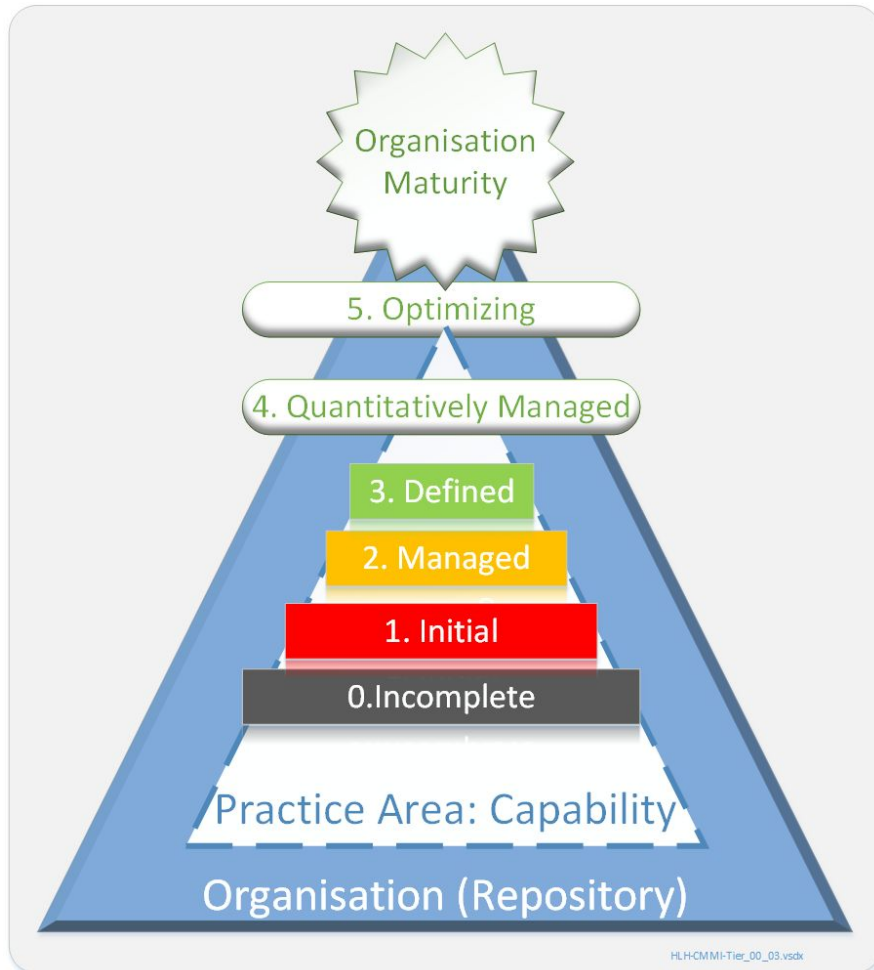 Organisation
Maturity
5. Optimizing
4. Quantitatively Managed
3. Defined
2. Managed
1. Initial
0.Incomplete
Practice Area: Capability
Organisation (Repository)
HLH-CMMI-Tier_00_03.vsdx